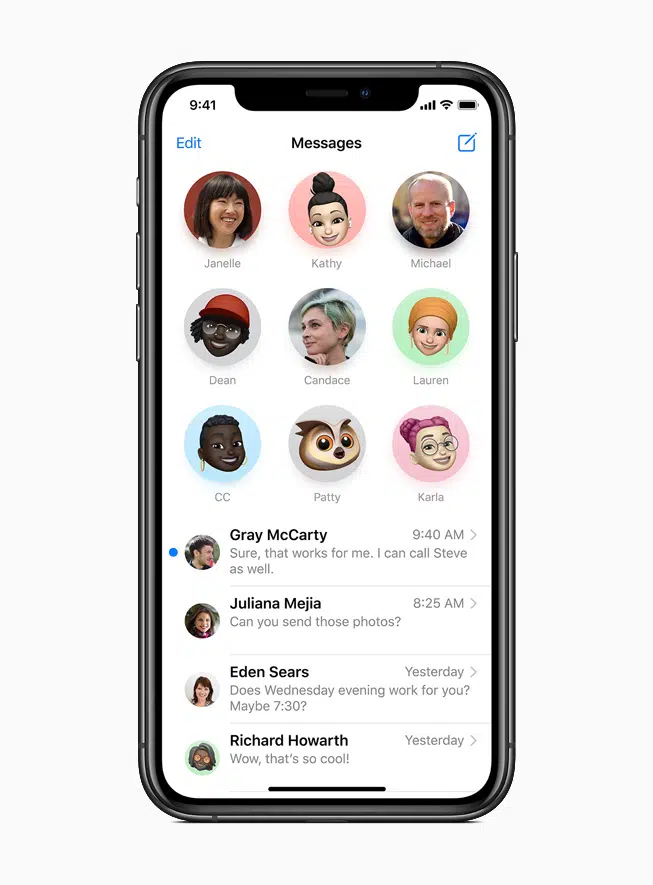 9:41
Edit Messages
Janelle Kathy Michael
Dean Candace Lauren
CC Patty Karla
Gray McCarty 9:40 AM
Sure, that works for me. I can call Steve
as well.
Juliana Mejia 8:25 AM
Can you send those photos?
Eden Sears Yesterday
Does Wednesday evening work for you?
Maybe 7:30?
Richard Howarth Yesterday
Wow, that's so cool!